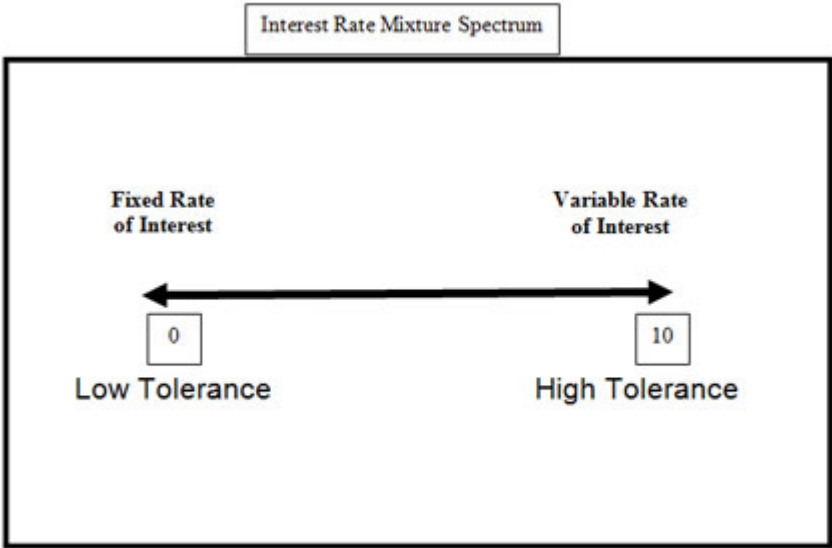 Interest Rate Mixture Spectrum
Fixed Rate
of Interest
Variable Rate
of Interest
0
10
Low Tolerance
High Tolerance